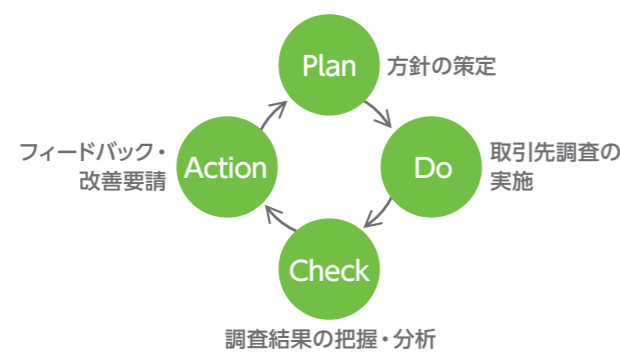 Plan
方針の策定
Do
取引先調査の
実施
Check
調査結果の把握・分析
Action
フィードバック・
改善要請